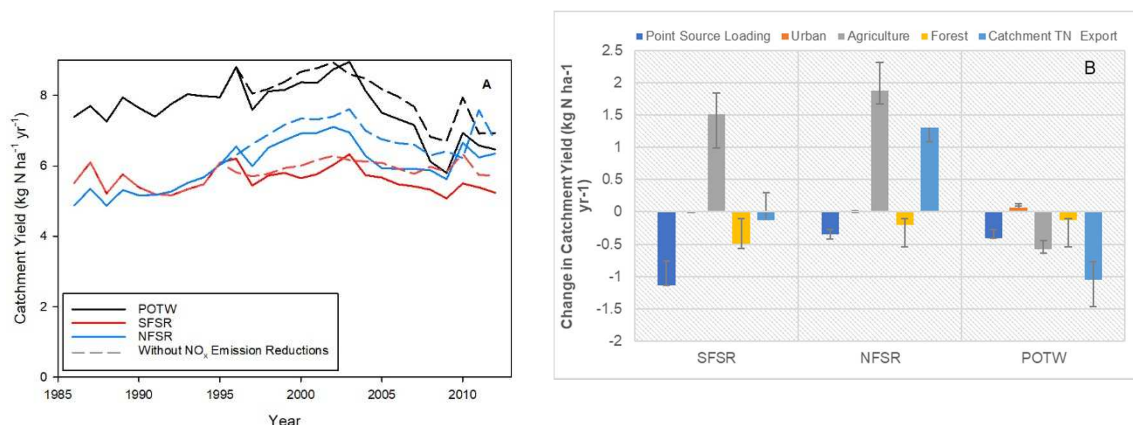 A
8
6
4
2
0
Catchment Yield (kg N ha⁻¹ yr⁻¹)
POTW
SFSR
NFSR
Without NOₓ Emission Reductions
1985 1990 1995 2000 2005 2010
Year
Point Source Loading Urban Agriculture Forest Catchment TN Export
B
2.5
2
1.5
1
0.5
0
-0.5
-1
-1.5
-2
Change in Catchment Yield (kg N ha-1
yr-1)
SFSR NFSR POTW